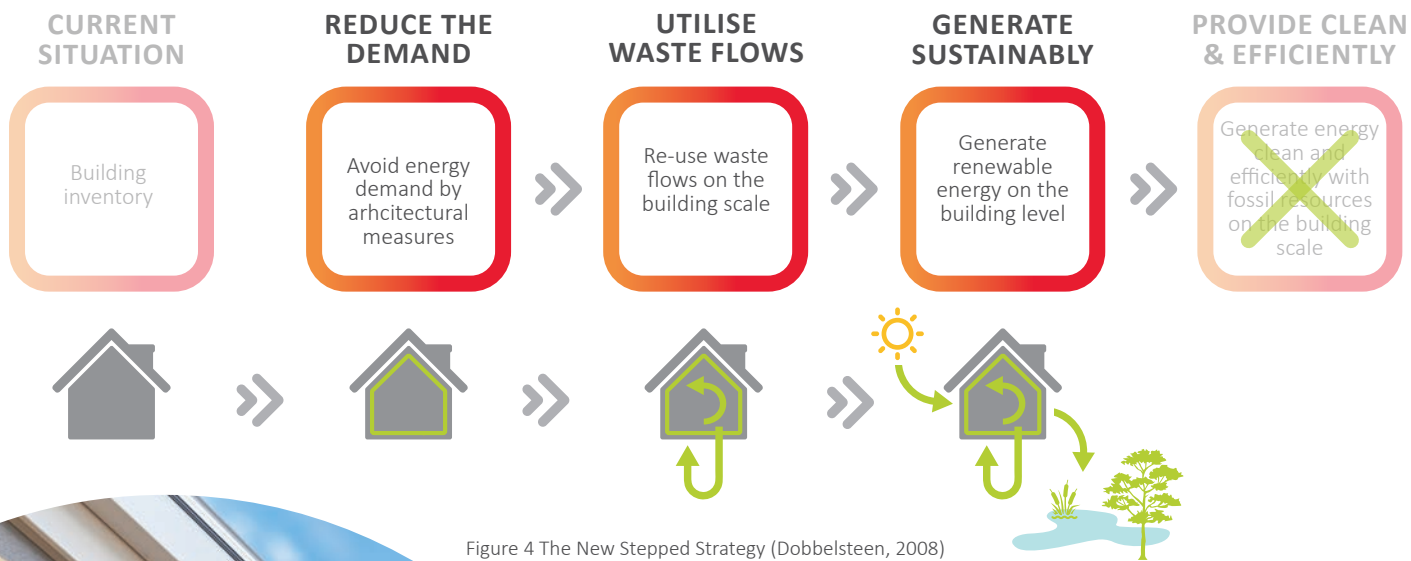 CURRENT
SITUATION
REDUCE THE
DEMAND
UTILISE
WASTE FLOWS
GENERATE
SUSTAINABLY
PROVIDE CLEAN
& EFFICIENTLY
Building
inventory
Avoid energy
demand by
arhcitectural
measures
Re-use waste
flows on the
building scale
Generate
renewable
energy on the
building level
Generate energy
clean and
efficiently with
fossil resources
on the building
scale
Figure 4 The New Stepped Strategy (Dobbelsteen, 2008)